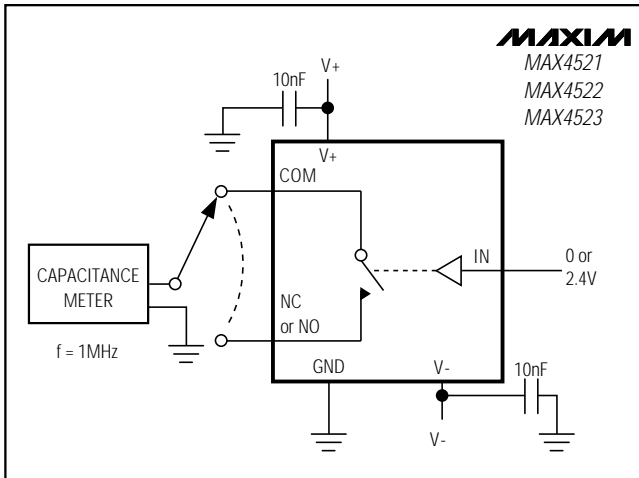 MAXIM
MAX4521
MAX4522
MAX4523
V+
10nF
V+
COM
IN
0 or
2.4V
CAPACITANCE
METER
f = 1MHz
NC
or NO
GND
V-
10nF
V-